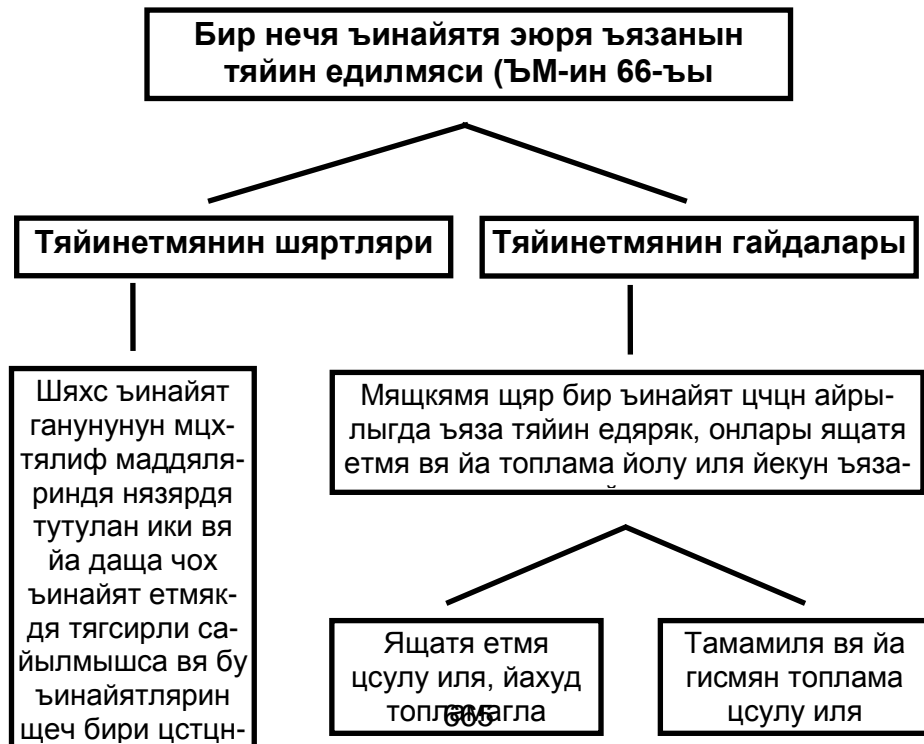 Бир нечя ъинайятя эюря ъязанын
тяйин едилмяси (ЪМ-ин 66-ъы
Тяйинетмянин шяртляри
Тяйинетмянин гайдалары
Шяхс ъинайят
ганунунун мцх-
тялиф маддяля-
риндя нязярдя
тутулан ики вя
йа даща чох
ъинайят етмяк-
дя тягсирли са-
йылмышса вя бу
ъинайятлярин
щеч бири цстцн-
Мящкямя щяр бир ъинайят цчцн айры-
лыгда ъяза тяйин едяряк, онлары ящатя
етмя вя йа топлама йолу иля йекун ъяза-
Ящатя етмя
цсулу иля, йахуд
топламагла
Тамамиля вя йа
гисмян топлама
цсулу иля
665